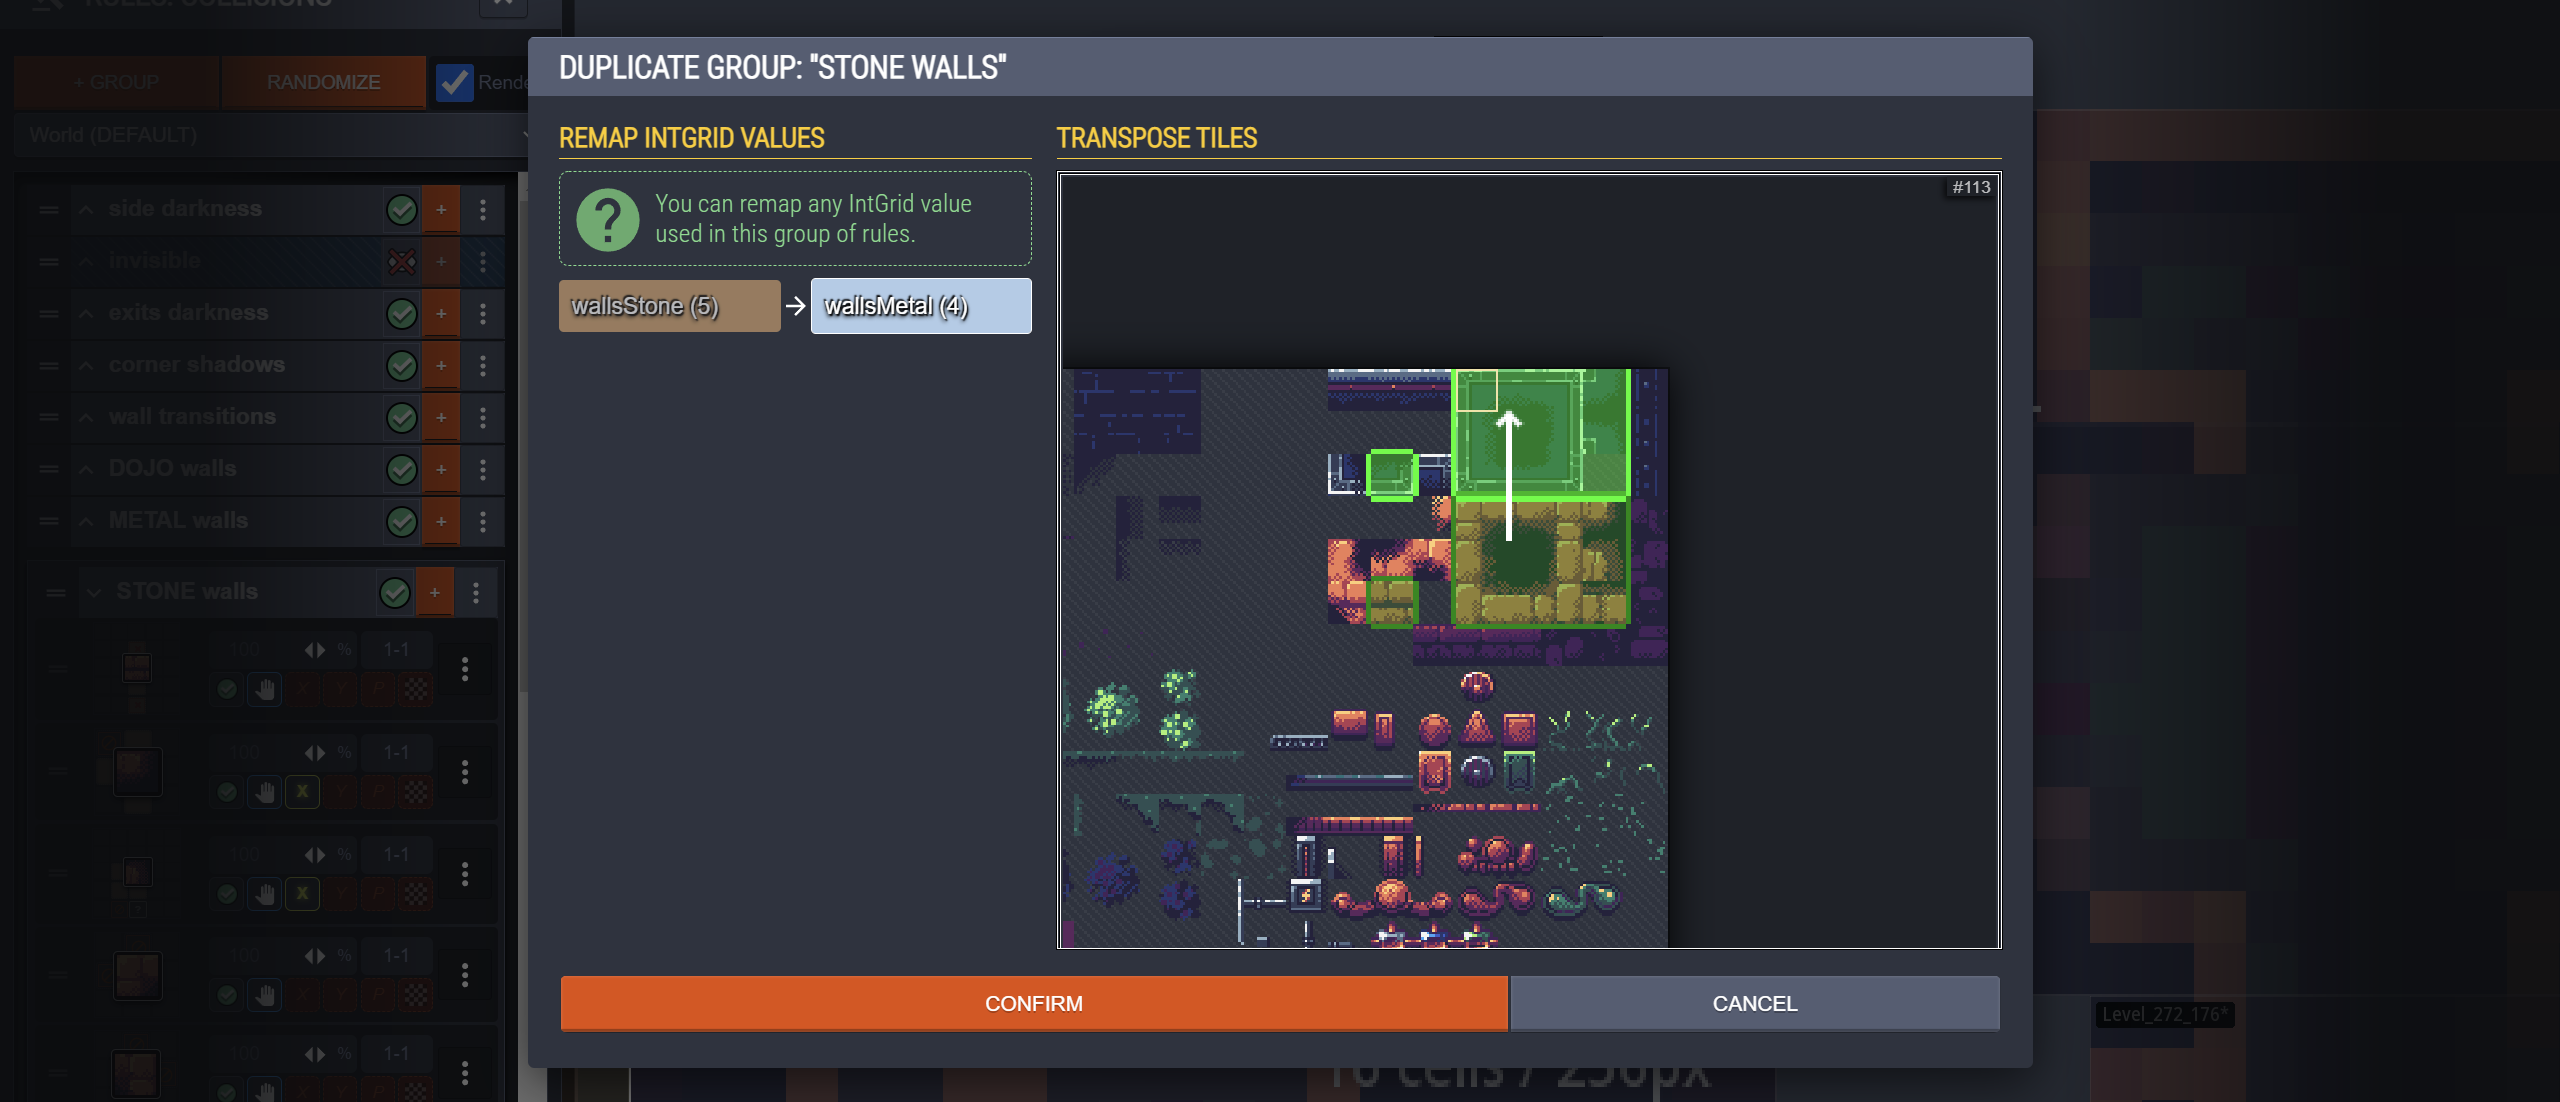 RULES: COLLISIONS
+ GROUP
RANDOMIZE
World (DEFAULT)
side darkness
+
invisible
+
exits darkness
+
corner shadows
+
wall transitions
+
DOJO walls
+
METAL walls
+
STONE walls
+
100 % 1-1
X Y P
100 % 1-1
X Y P
100 % 1-1
X Y P
100 % 1-1
X Y P
100 % 1-1
DUPLICATE GROUP: "STONE WALLS"
REMAP INTGRID VALUES
You can remap any IntGrid value
used in this group of rules.
wallsStone (5)
wallsMetal (4)
TRANSPOSE TILES
#113
CONFIRM
CANCEL
Level_272_176*
16 cells / 256px